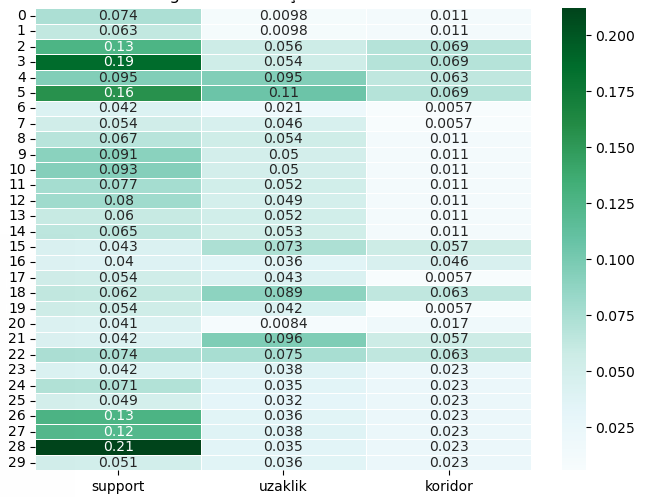 0 0.074 0.0098 0.011
1 0.063 0.0098 0.011
2 0.13 0.056 0.069
3 0.19 0.054 0.069
4 0.095 0.095 0.063
5 0.16 0.11 0.069
6 0.042 0.021 0.0057
7 0.054 0.046 0.0057
8 0.067 0.054 0.011
9 0.091 0.05 0.011
10 0.093 0.05 0.011
11 0.077 0.052 0.011
12 0.08 0.049 0.011
13 0.06 0.052 0.011
14 0.065 0.053 0.011
15 0.043 0.073 0.057
16 0.04 0.036 0.046
17 0.054 0.043 0.0057
18 0.062 0.089 0.063
19 0.054 0.042 0.0057
20 0.041 0.0084 0.017
21 0.042 0.096 0.057
22 0.074 0.075 0.063
23 0.042 0.038 0.023
24 0.071 0.035 0.023
25 0.049 0.032 0.023
26 0.13 0.036 0.023
27 0.12 0.038 0.023
28 0.21 0.035 0.023
29 0.051 0.036 0.023
support uzaklik koridor
0.200
0.175
0.150
0.125
0.100
0.075
0.050
0.025